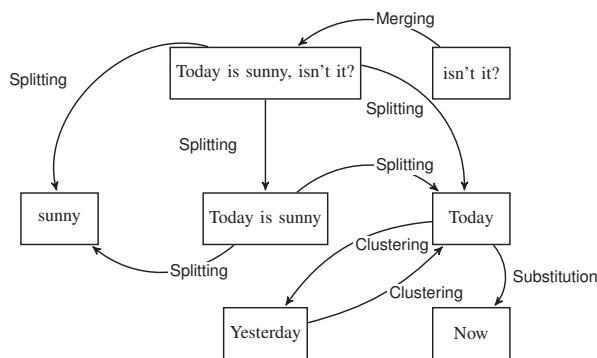 Merging
Today is sunny, isn't it?
isn't it?
Splitting
Splitting
Splitting
Splitting
sunny
Today is sunny
Today
Clustering
Splitting
Substitution
Clustering
Yesterday
Now